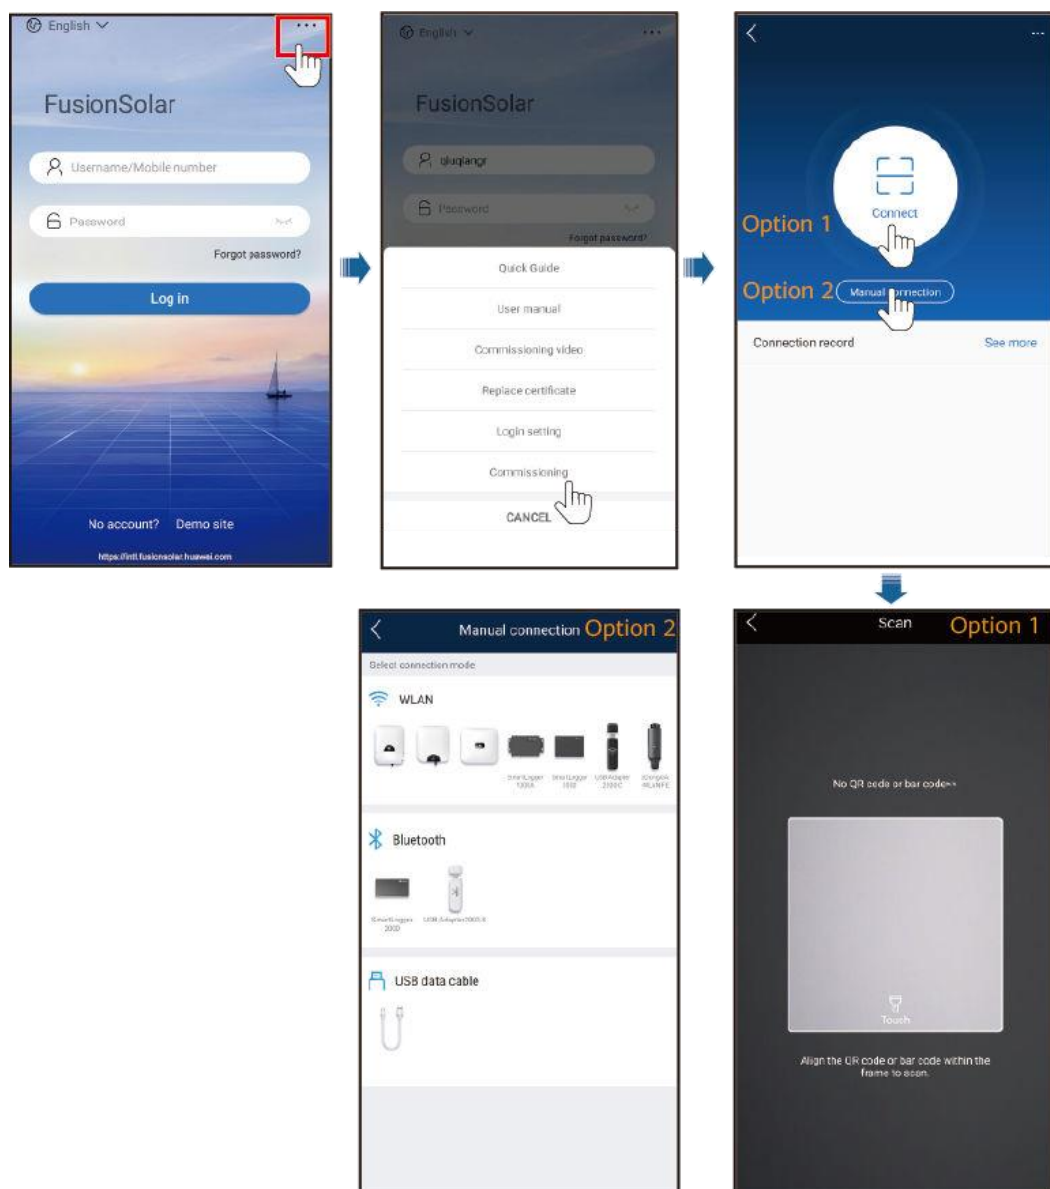 English
...
FusionSolar
Username/Mobile number
Password
Forgot password?
Log in
No account? Demo site
https://intl.fusionsolar.huawei.com
English
...
FusionSolar
Password
Forgot password?
Quick Guide
User manual
Commissioning video
Replace certificate
Login setting
Commissioning
CANCEL
...
Connect
Option 1
Option 2
Manual connection
Connection record
See more
Manual connection Option 2
Select connection mode
WLAN
SmartLogger
SmartLogger
USB Adapter
2000C
Bluetooth
SmartLogger
2000
USB data cable
Scan
Option 1
No QR code or bar code
Touch
Align the QR code or bar code within the
frame to scan.